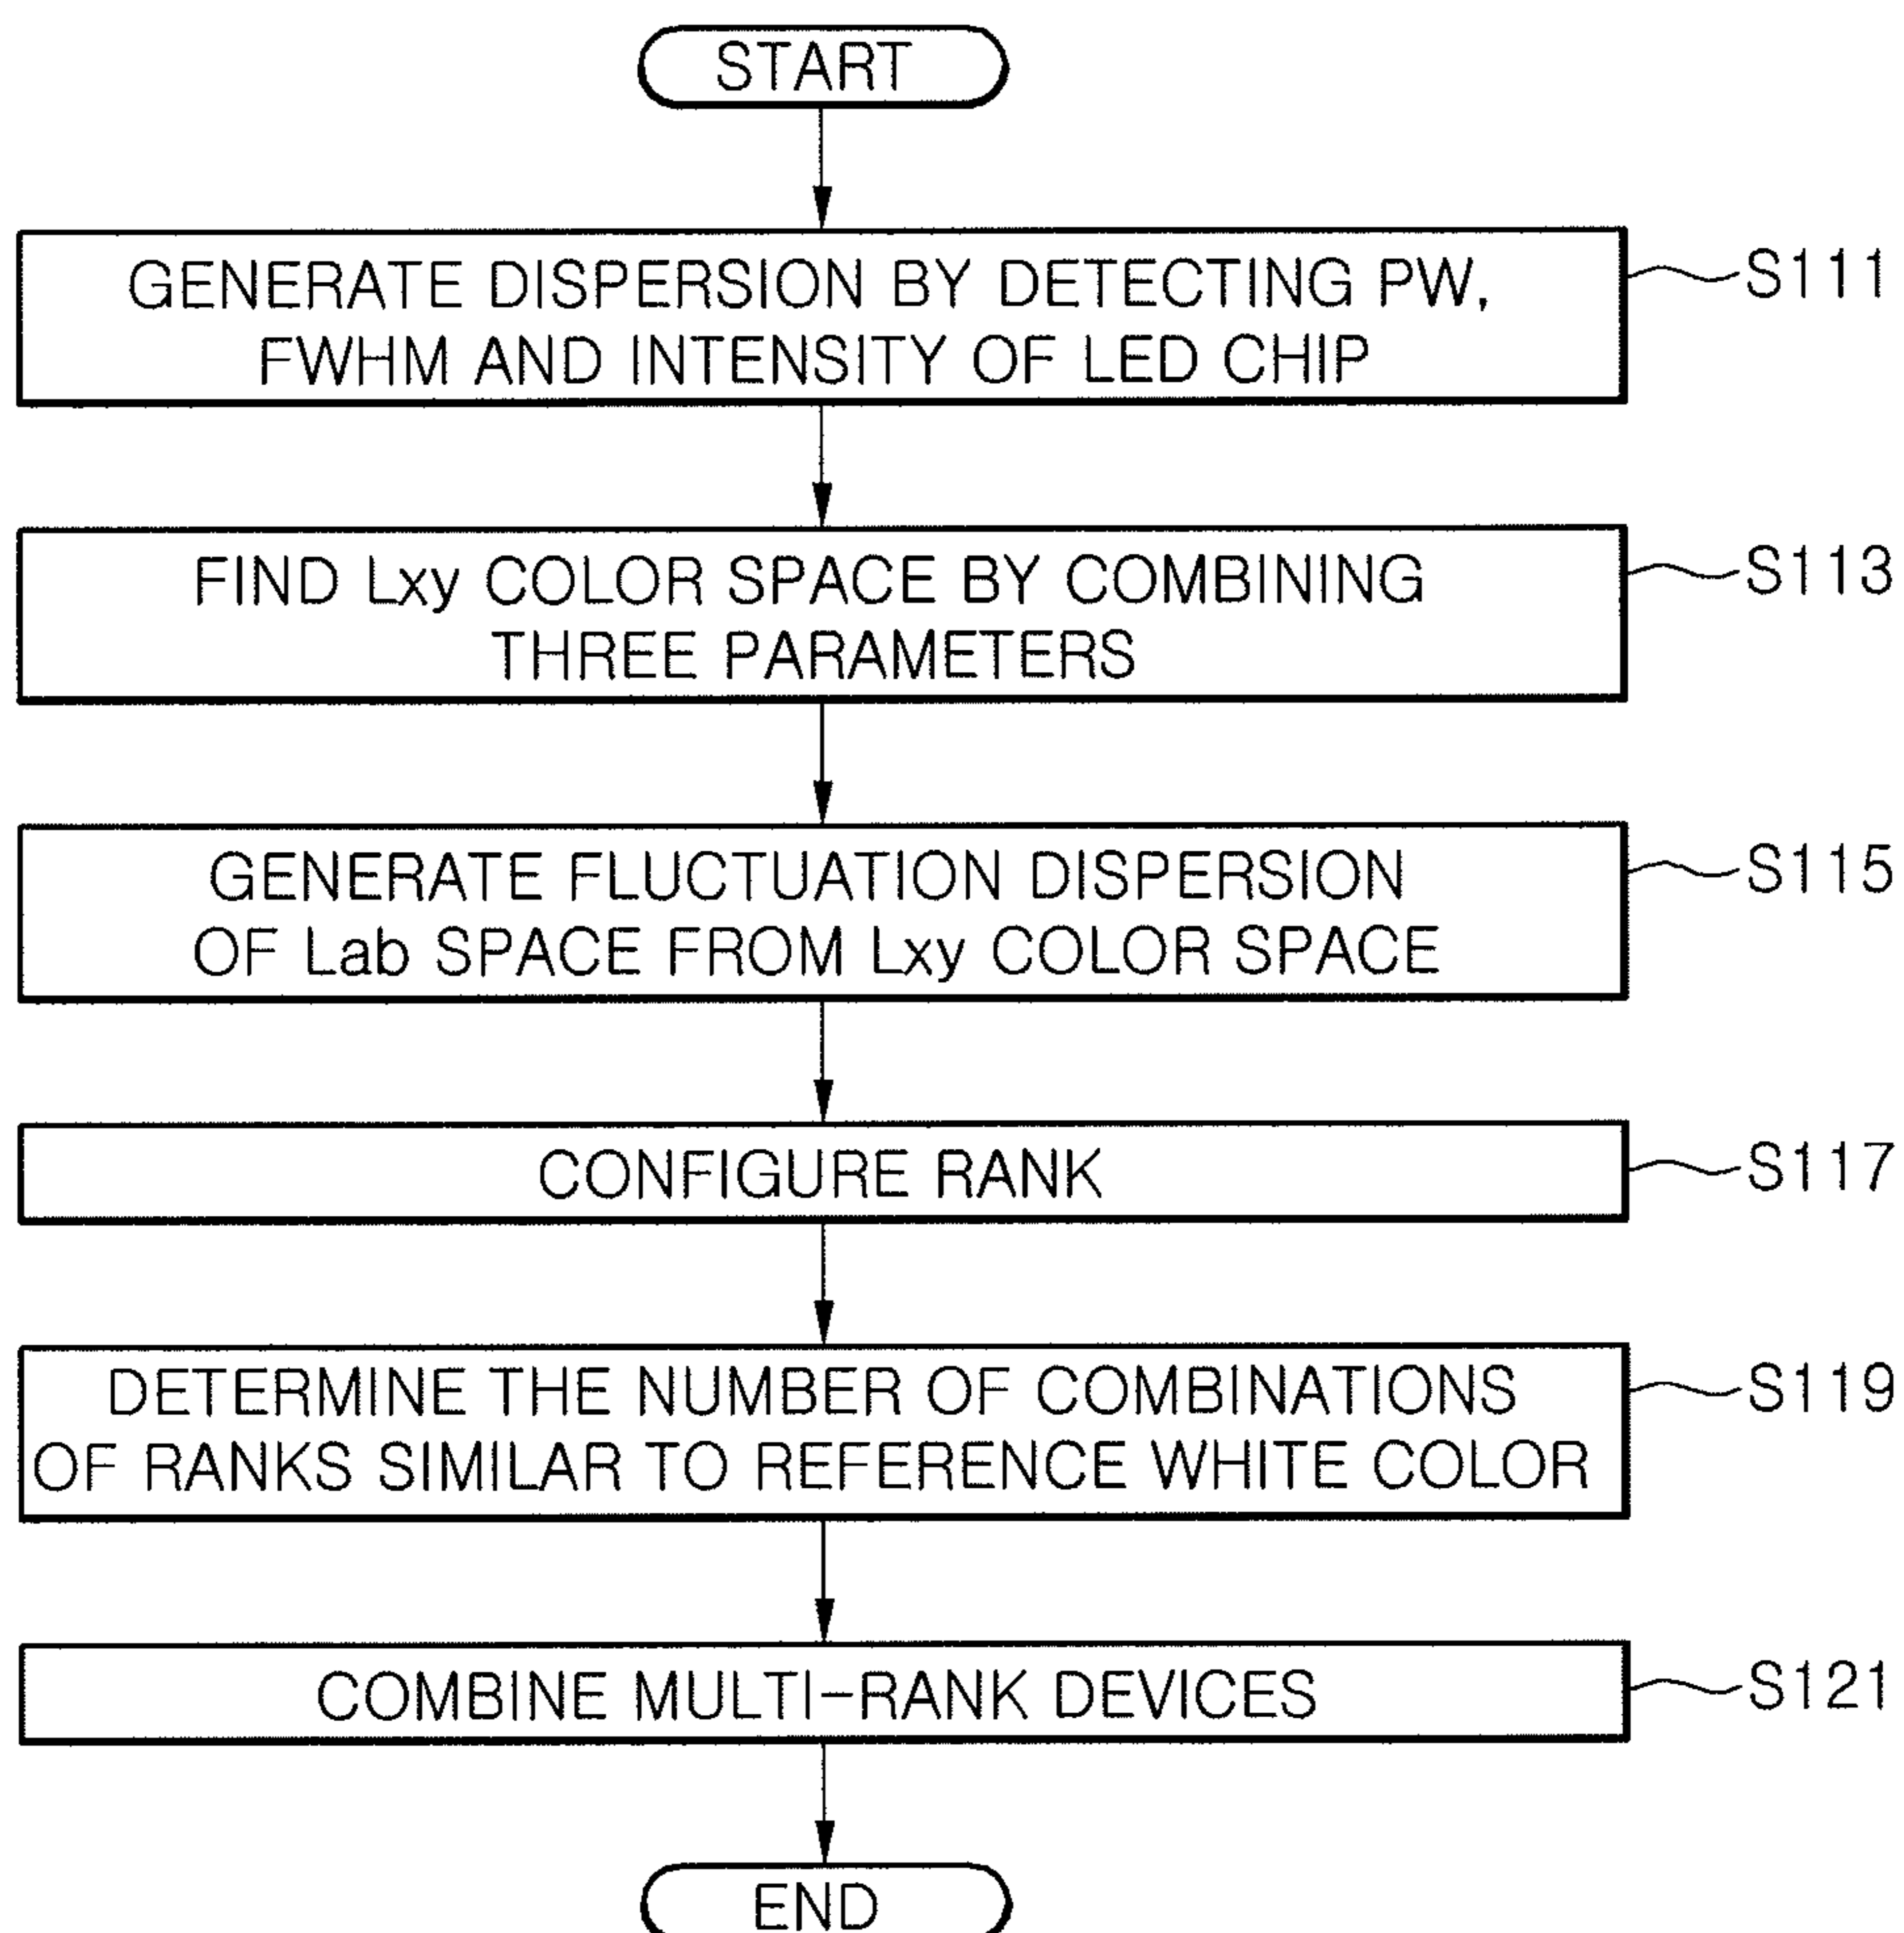 START
GENERATE DISPERSION BY DETECTING PW,
FWHM AND INTENSITY OF LED CHIP
S111
FIND Lxy COLOR SPACE BY COMBINING
THREE PARAMETERS
S113
GENERATE FLUCTUATION DISPERSION
OF Lab SPACE FROM Lxy COLOR SPACE
S115
CONFIGURE RANK
S117
DETERMINE THE NUMBER OF COMBINATIONS
OF RANKS SIMILAR TO REFERENCE WHITE COLOR
S119
COMBINE MULTI-RANK DEVICES
S121
END